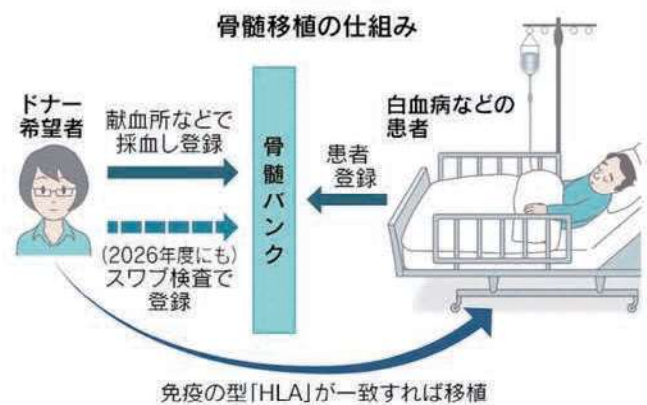 骨髄移植の仕組み
ドナー
希望者
献血所などで
採血し登録
(2026年度にも)
スワブ検査で
登録
骨髄バンク
患者
登録
白血病などの
患者
免疫の型「HLA」が一致すれば移植